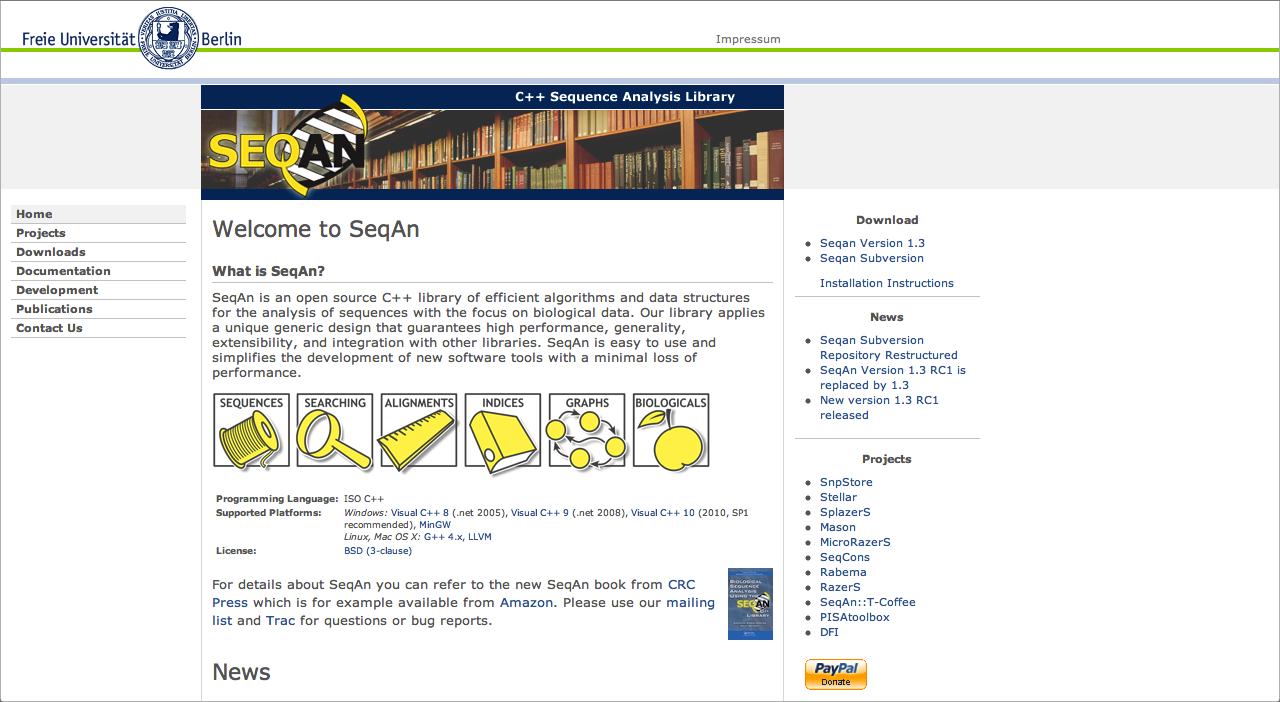 Freie Universität Berlin
Impressum
C++ Sequence Analysis Library
SEQAN
Home
Projects
Downloads
Documentation
Development
Publications
Contact Us
Welcome to SeqAn
What is SeqAn?
SeqAn is an open source C++ library of efficient algorithms and data structures
for the analysis of sequences with the focus on biological data. Our library applies
a unique generic design that guarantees high performance, generality,
extensibility, and integration with other libraries. SeqAn is easy to use and
simplifies the development of new software tools with a minimal loss of
performance.
SEQUENCES SEARCHING ALIGNMENTS INDICES GRAPHS BIOLOGICALS
Programming Language: ISO C++
Supported Platforms: Windows: Visual C++ 8 (.net 2005), Visual C++ 9 (.net 2008), Visual C++ 10 (2010, SP1
recommended), MinGW
Linux, Mac OS X: G++ 4.x, LLVM
License: BSD (3-clause)
For details about SeqAn you can refer to the new SeqAn book from CRC
Press which is for example available from Amazon. Please use our mailing
list and Trac for questions or bug reports.
BIOLOGICAL
SEQUENCE
ANALYSIS
USING THE
SEQAN
C++
LIBRARY
News
Download
Seqan Version 1.3
Seqan Subversion
Installation Instructions
News
Seqan Subversion
Repository Restructured
SeqAn Version 1.3 RC1 is
replaced by 1.3
New version 1.3 RC1
released
Projects
SnpStore
Stellar
SplazerS
Mason
MicroRazerS
SeqCons
Rabema
RazerS
SeqAn::T-Coffee
PISAtoolbox
DFI
PayPal
Donate